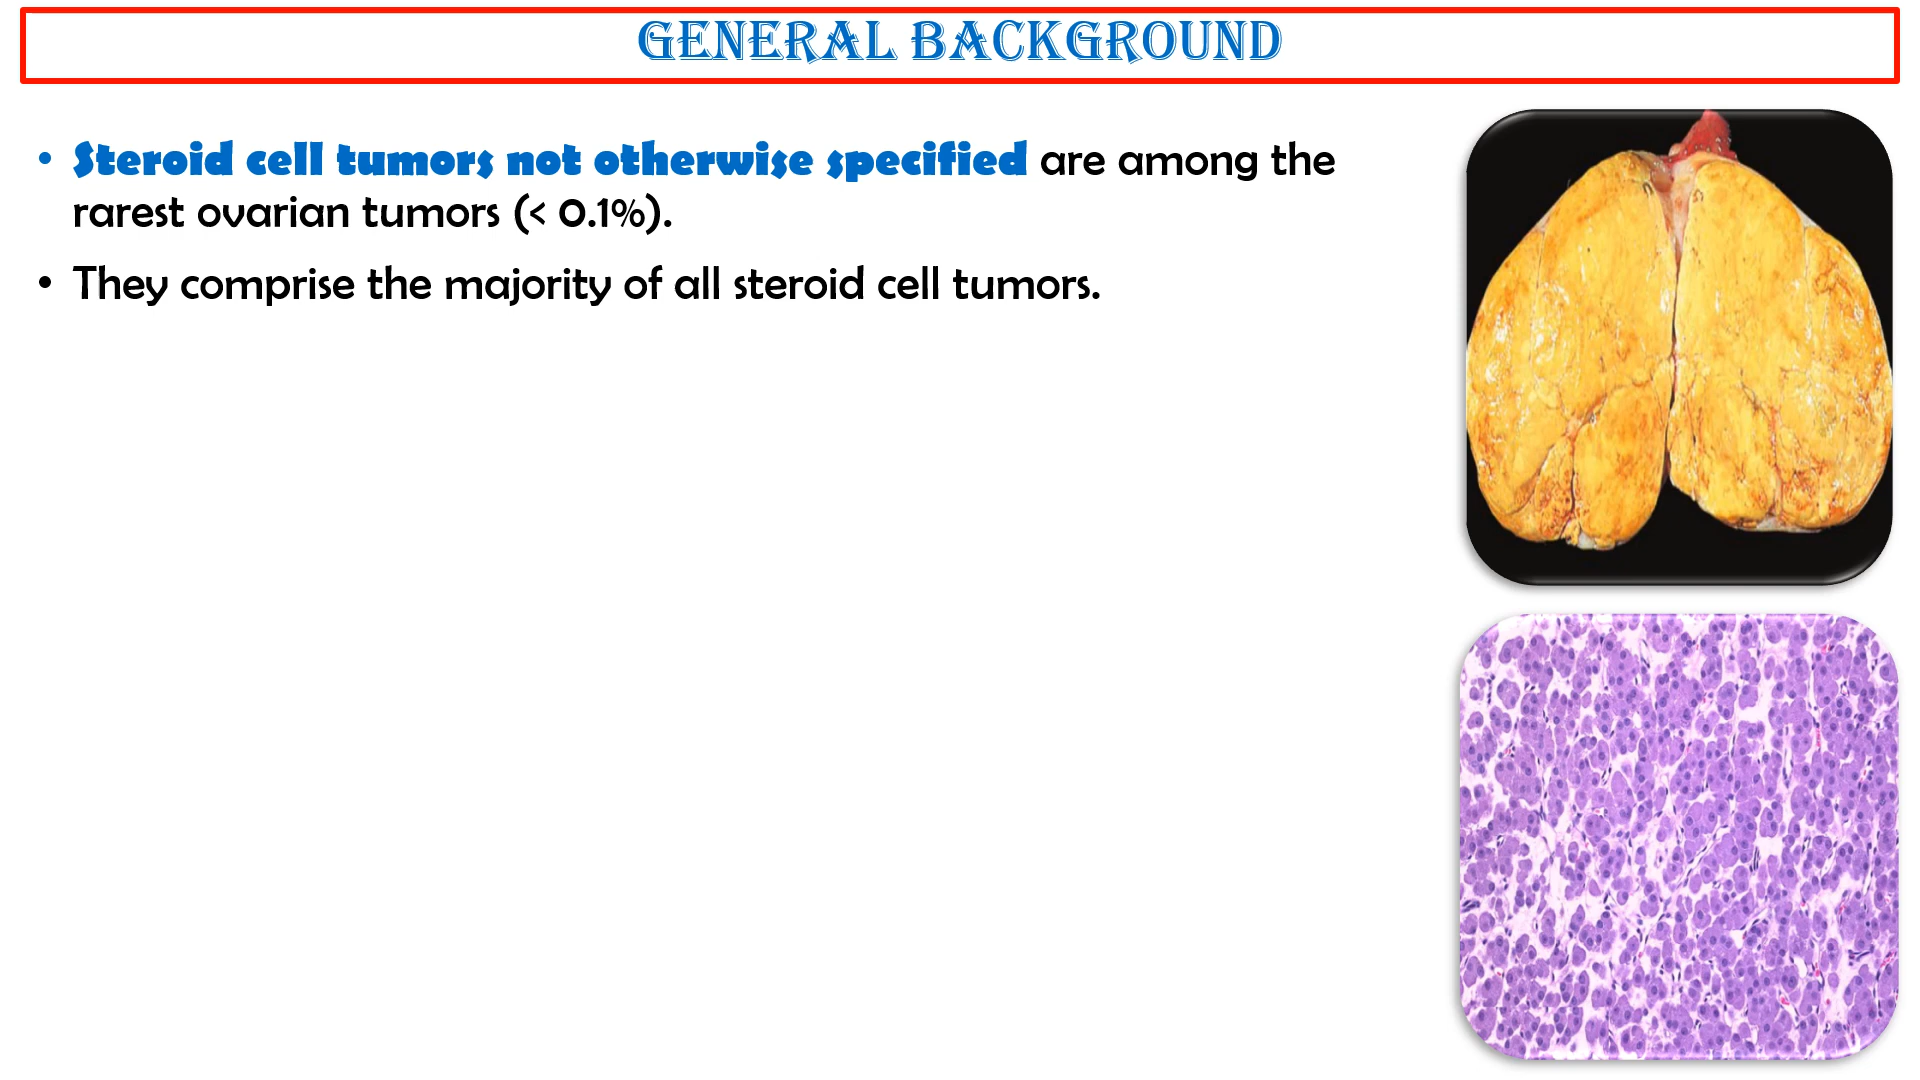 GENERAL BACKGROUND
• Steroid cell tumors not otherwise specified are among the
rarest ovarian tumors (< 0.1%).
• They comprise the majority of all steroid cell tumors.